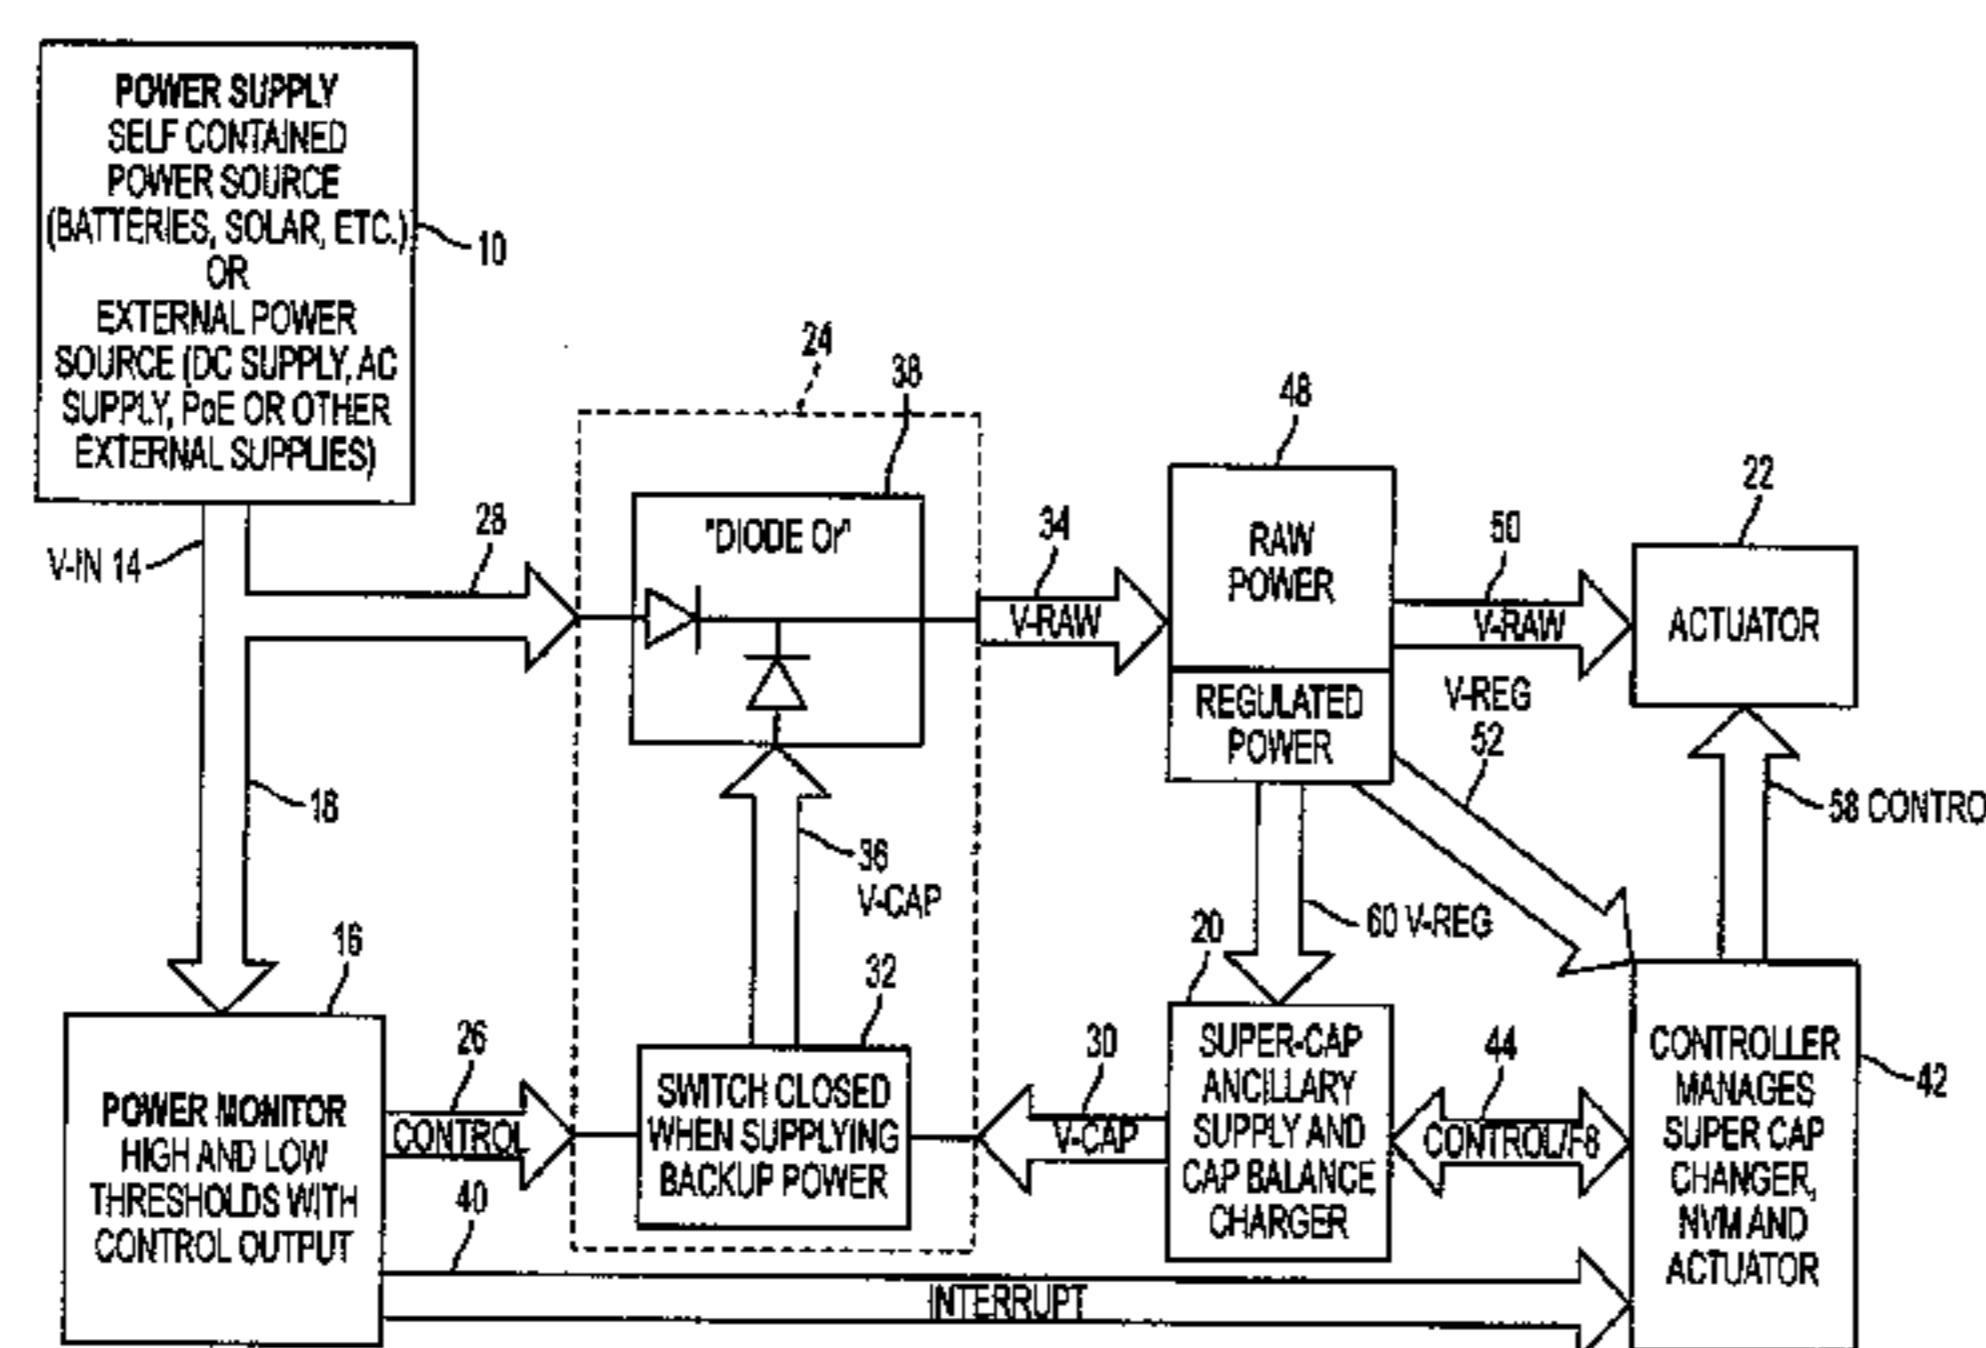 POWER SUPPLY
SELF CONTAINED
POWER SOURCE
(BATTERIES, SOLAR, ETC.)
OR
EXTERNAL POWER
SOURCE (DC SUPPLY, AC
SUPPLY, PoE OR OTHER
EXTERNAL SUPPLIES)
10
V-IN 14
28
18
24
38
"DIODE Or"
34
V-RAW
48
RAW
POWER
REGULATED
POWER
50
V-RAW
22
ACTUATOR
V-REG
52
58 CONTRO
36
V-CAP
60 V-REG
16
POWER MONITOR
HIGH AND LOW
THRESHOLDS WITH
CONTROL OUTPUT
26
CONTROL
32
SWITCH CLOSED
WHEN SUPPLYING
BACKUP POWER
30
V-CAP
20
SUPER-CAP
ANCILLARY
SUPPLY AND
CAP BALANCE
CHARGER
44
CONTROL/FB
CONTROLLER
MANAGES
SUPER CAP
CHANGER,
NVM AND
ACTUATOR
42
40
INTERRUPT